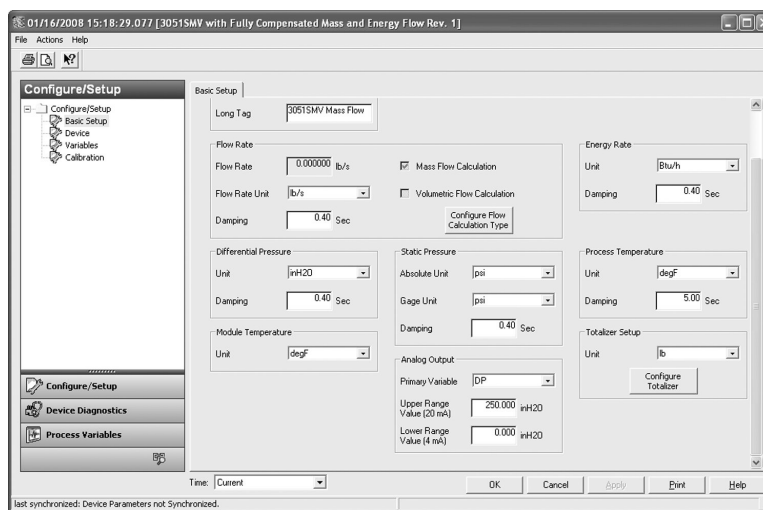 01/16/2008 15:18:29.077 [3051SMV with Fully Compensated Mass and Energy Flow Rev. 1]
File Actions Help
Configure/Setup
Configure/Setup
Basic Setup
Device
Variables
Calibration
Configure/Setup
Device Diagnostics
Process Variables
Basic Setup
Long Tag 3051SMV Mass Flow
Flow Rate
Flow Rate 0.000000 lb/s
Mass Flow Calculation
Flow Rate Unit lb/s
Volumetric Flow Calculation
Damping 0.40 Sec
Configure Flow
Calculation Type
Energy Rate
Unit Btu/h
Damping 0.40 Sec
Differential Pressure
Unit inH2O
Damping 0.40 Sec
Static Pressure
Absolute Unit psi
Gage Unit psi
Damping 0.40 Sec
Process Temperature
Unit degF
Damping 5.00 Sec
Module Temperature
Unit degF
Analog Output
Primary Variable DP
Upper Range
Value (20 mA) 250.000 inH2O
Lower Range
Value (4 mA) 0.000 inH2O
Totalizer Setup
Unit lb
Configure
Totalizer
Time: Current
OK Cancel Apply Print Help
last synchronized: Device Parameters not Synchronized.